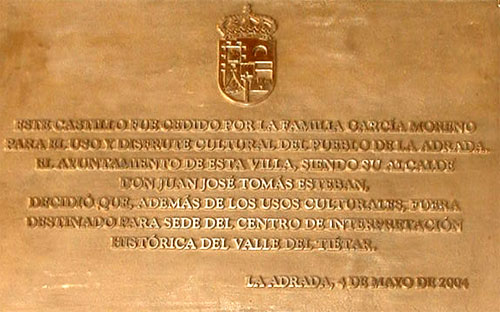 ESTE CASTILLO FUE CEDIDO POR LA FAMILIA GARCÍA MORENO
PARA EL USO Y DISFRUTE CULTURAL DEL PUEBLO DE LA ADRADA.
EL AYUNTAMIENTO DE ESTA VILLA, SIENDO SU ALCALDE
DON JUAN JOSÉ TOMÁS ESTEBAN,
DECIDIÓ QUE, ADEMÁS DE LOS USOS CULTURALES, FUERA
DESTINADO PARA SEDE DEL CENTRO DE INTERPRETACIÓN
HISTÓRICA DEL VALLE DEL TIÉTAR.
LA ADRADA, 4 DE MAYO DE 2004